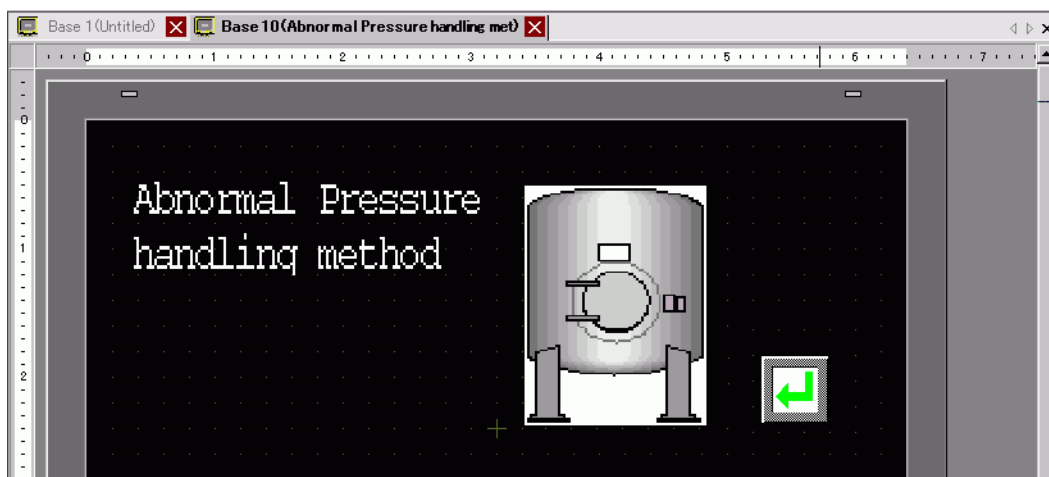 Base 1(Untitled) Base 10(Abnormal Pressure handling met)
0 1 2 3 4 5 6 7
0
1
2
Abnormal Pressure
handling method